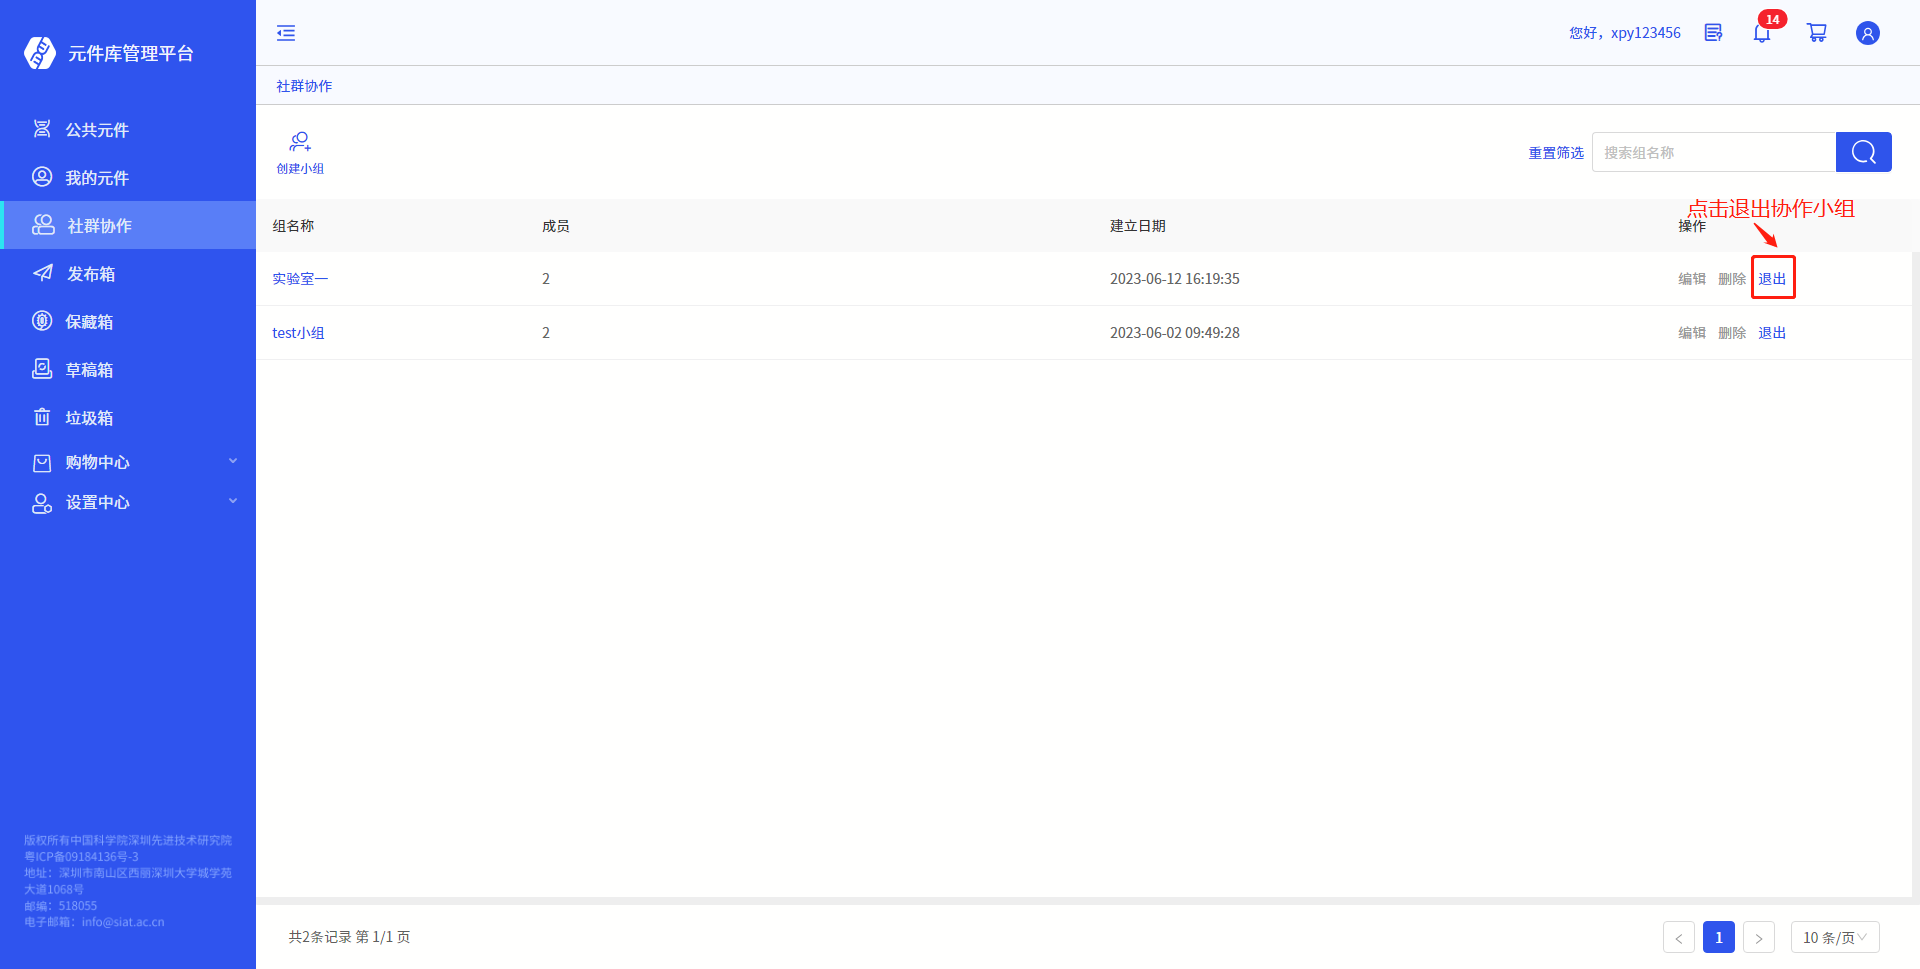 元件库管理平台
您好，xpy123456
14
公共元件
我的元件
社群协作
发布箱
保藏箱
草稿箱
垃圾箱
购物中心
设置中心
版权所有中国科学院深圳先进技术研究院
粤ICP备09184136号-3
地址：深圳市南山区西丽深圳大学城学苑
大道1068号
邮编：518055
电子邮箱：info@siat.ac.cn
社群协作
创建小组
重置筛选 搜索组名称
点击退出协作小组
组名称 成员 建立日期 操作
实验室一 2 2023-06-12 16:19:35 编辑 删除 退出
test小组 2 2023-06-02 09:49:28 编辑 删除 退出
共2条记录 第 1/1 页
< 1 > 10 条/页